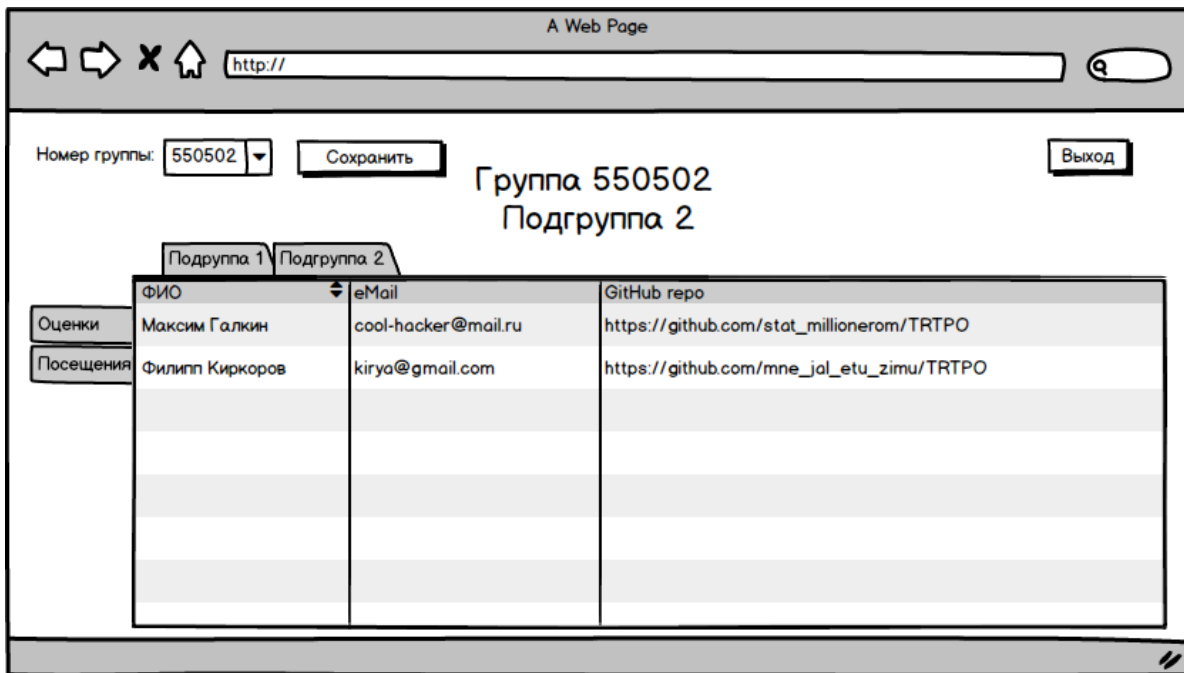 A Web Page
http://
Номер группы: 550502 Сохранить Выход
Группа 550502
Подгруппа 2
Подруппа 1 Подгруппа 2
ФИО eMail GitHub repo
Оценки Максим Галкин cool-hacker@mail.ru https://github.com/stat_millionerom/TRTPO
Посещения Филипп Киркоров kirya@gmail.com https://github.com/mne_jal_etu_zimu/TRTPO